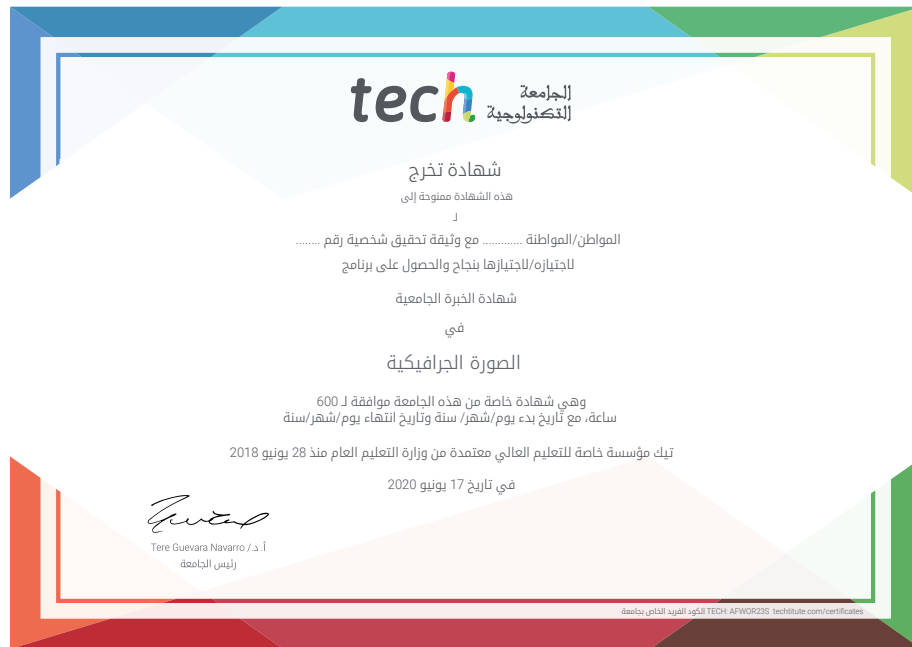 tech الجامعة
التكنولوجية
شهادة تخرج
هذه الشهادة ممنوحة إلى
لـ
المواطن/المواطنة ............ مع وثيقة تحقيق شخصية رقم ........
لاجتيازه/لاجتيازها بنجاح والحصول على برنامج
شهادة الخبرة الجامعية
في
الصورة الجرافيكية
وهي شهادة خاصة من هذه الجامعة موافقة لـ 600
ساعة، مع تاريخ بدء يوم/شهر/ سنة وتاريخ انتهاء يوم/شهر/سنة
تيك مؤسسة خاصة للتعليم العالي معتمدة من وزارة التعليم العام منذ 28 يونيو 2018
في تاريخ 17 يونيو 2020
أ. د./ Tere Guevara Navarro
رئيس الجامعة
الكود الفريد الخاص بجامعة TECH: AFWOR23S techtitute.com/certificates